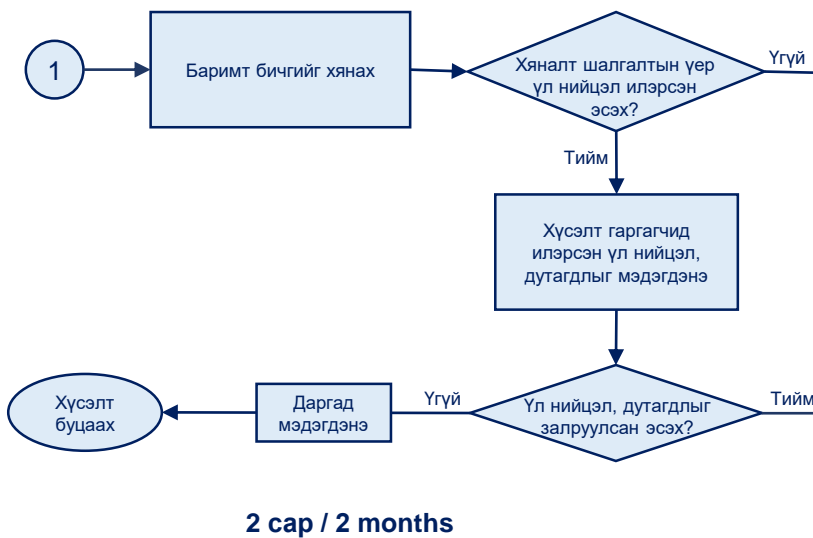 1
Баримт бичгийг хянах
Хяналт шалгалтын үер
үл нийцэл илэрсэн
эсэх?
Үгүй
Тийм
Хүсэлт гаргагчид
илэрсэн үл нийцэл,
дутагдлыг мэдэгдэнэ
Хүсэлт
буцаах
Даргад
мэдэгдэнэ
Үгүй
Үл нийцэл, дутагдлыг
залруулсан эсэх?
Тийм
2 сар / 2 months